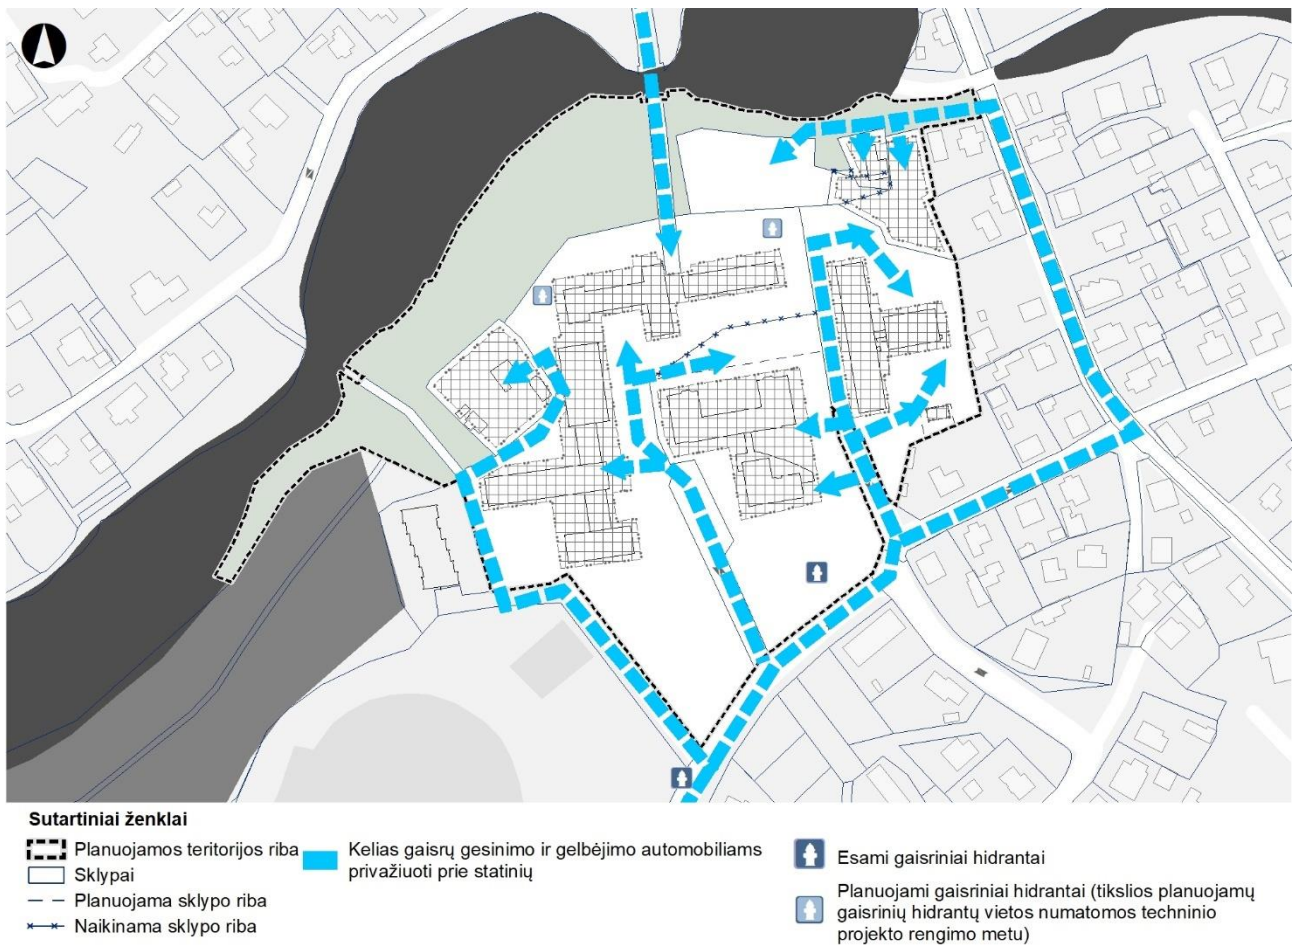 Sutartiniai ženklai
Planuojamos teritorijos riba
Sklypai
Planuojama sklypo riba
Naikinama sklypo riba
Kelias gaisrų gesinimo ir gelbėjimo automobiliams
privažiuoti prie statinių
Esami gaisriniai hidrantai
Planuojami gaisriniai hidrantai (tikslios planuojamų
gaisrinių hidrantų vietos numatomos techninio
projekto rengimo metu)